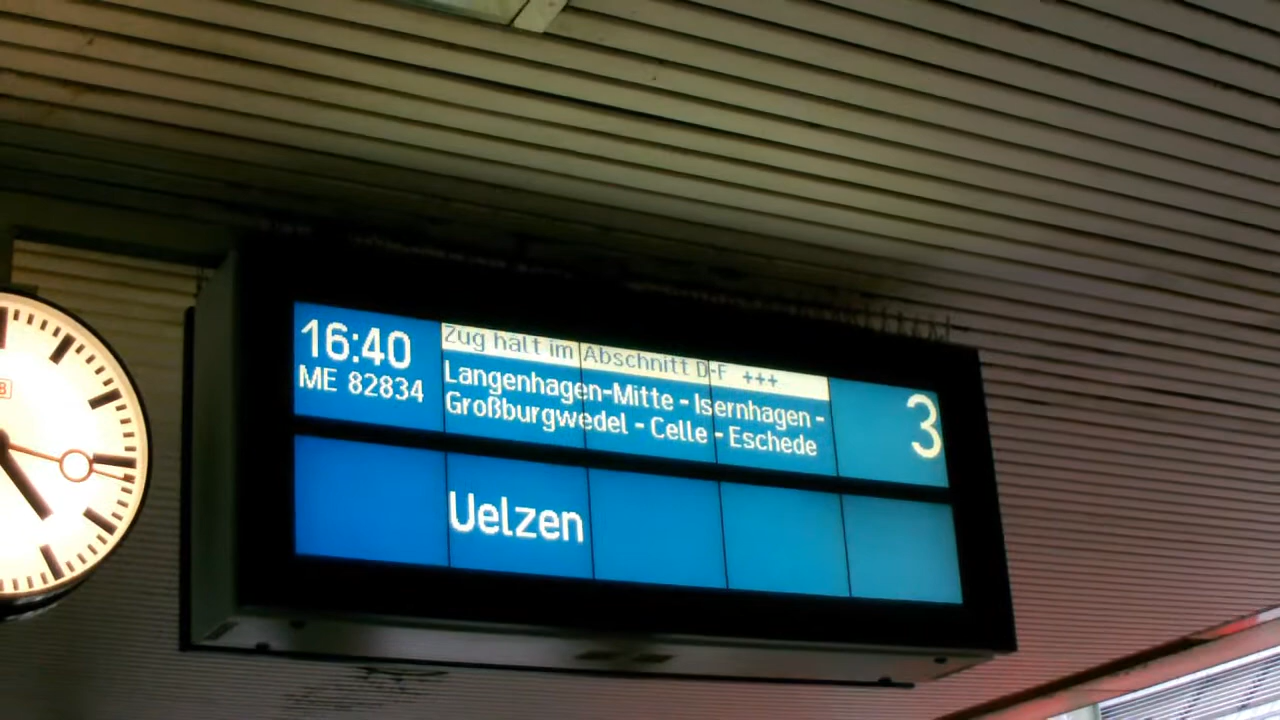 16:40
ME 82834
Zug hält im Abschnitt D-F +++
Langenhagen-Mitte - Isernhagen -
Großburgwedel - Celle - Eschede
3
Uelzen